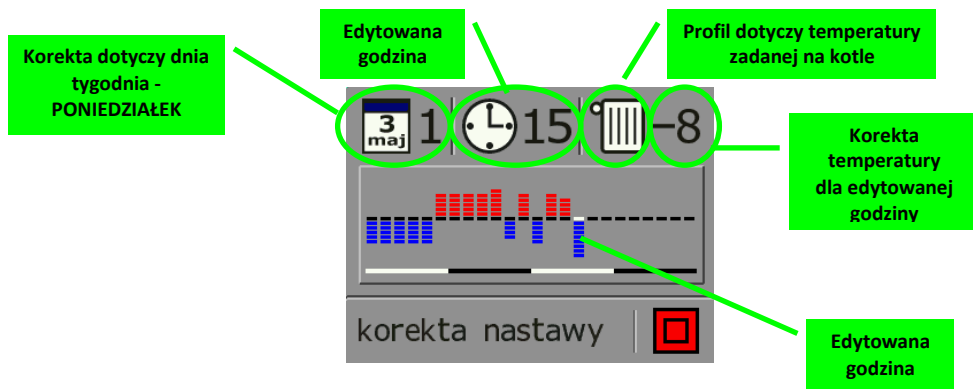 Korekta dotyczy dnia
tygodnia -
PONIEDZIAŁEK
Edytowana
godzina
Profil dotyczy temperatury
zadanej na kotle
3
maj
1
15
-8
Korekta
temperatury
dla edytowanej
godziny
korekta nastawy
Edytowana
godzina